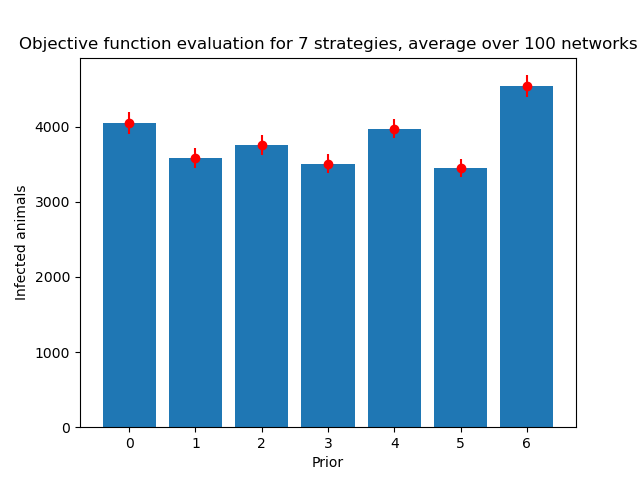 Objective function evaluation for 7 strategies, average over 100 networks
Infected animals
4000
3000
2000
1000
0
0 1 2 3 4 5 6
Prior